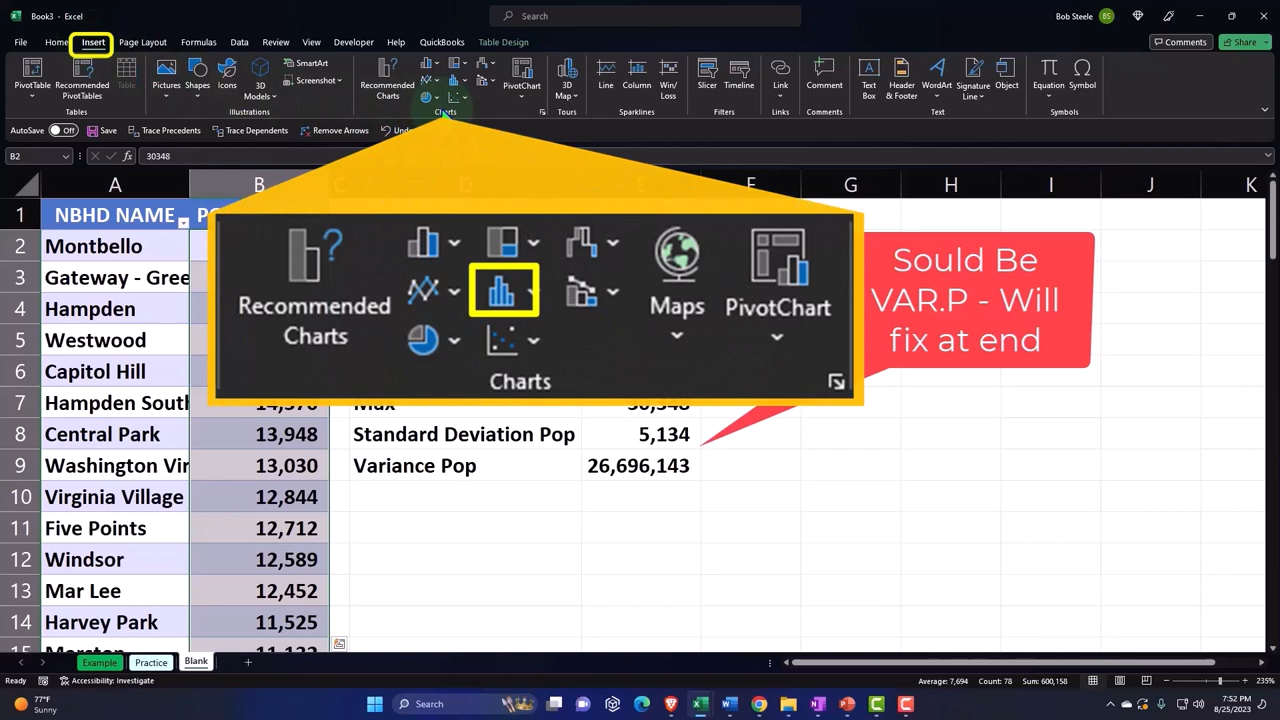 Book3 - Excel
Search
Bob Steele BS
File Home Insert Page Layout Formulas Data Review View Developer Help QuickBooks Table Design
Comments Share
PivotTable Recommended PivotTables Table
Pictures Shapes Icons 3D Models SmartArt Screenshot
Recommended Charts PivotChart 3D Map Line Column Win/Loss Slicer Timeline Link Comment Text Box Header & Footer WordArt Signature Line Object Equation Symbol
Tables Illustrations Charts Tours Sparklines Filters Links Comments Text Symbols
AutoSave Off Save Trace Precedents Trace Dependents Remove Arrows
B2 fx 30348
A B D E F G H I J K
1 NBHD NAME
2 Montbello
3 Gateway - Gree
4 Hampden
5 Westwood
6 Capitol Hill
7 Hampden South
8 Central Park 13,948 Standard Deviation Pop 5,134
9 Washington Vir 13,030 Variance Pop 26,696,143
10 Virginia Village 12,844
11 Five Points 12,712
12 Windsor 12,589
13 Mar Lee 12,452
14 Harvey Park 11,525
15
Recommended Charts
Maps
PivotChart
Charts
Sould Be
VAR.P - Will
fix at end
Example Practice Blank
Ready Accessibility: Investigate Average: 7,694 Count: 78 Sum: 600,158 235%
77°F
Sunny
Search
7:52 PM
8/25/2023